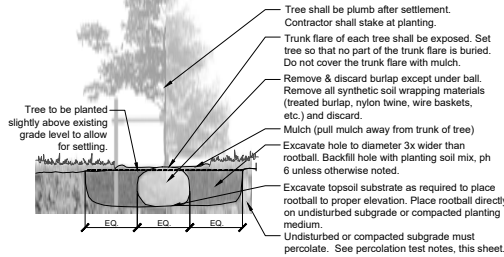 Tree shall be plumb after settlement.
Contractor shall stake at planting.
Trunk flare of each tree shall be exposed. Set
tree so that no part of the trunk flare is buried.
Do not cover the trunk flare with mulch.
Remove & discard burlap except under ball.
Remove all synthetic soil wrapping materials
(treated burlap, nylon twine, wire baskets,
etc.) and discard.
Tree to be planted
slightly above existing
grade level to allow
for settling.
Mulch (pull mulch away from trunk of tree)
Excavate hole to diameter 3x wider than
rootball. Backfill hole with planting soil mix, ph
6 unless otherwise noted.
Excavate topsoil substrate as required to place
rootball to proper elevation. Place rootball directly
on undisturbed subgrade or compacted planting
medium.
EQ. EQ. EQ.
Undisturbed or compacted subgrade must
percolate. See percolation test notes, this sheet.